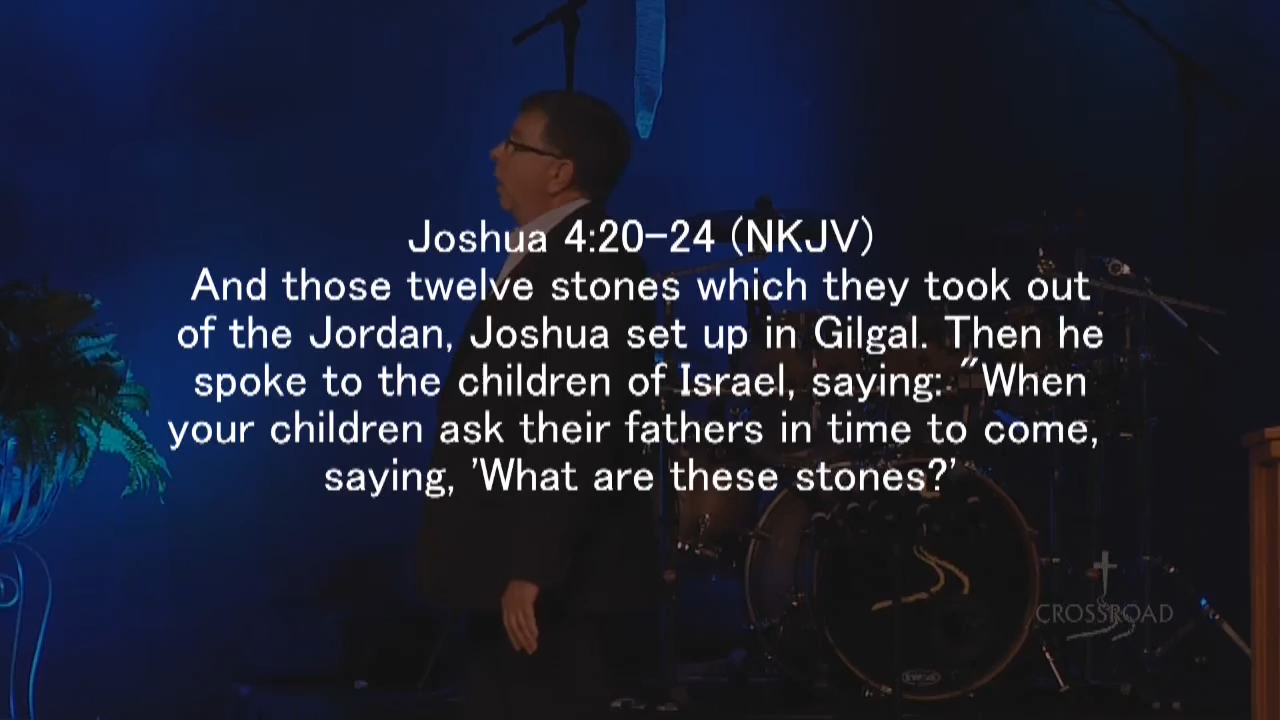 Joshua 4:20-24 (NKJV)
And those twelve stones which they took out
of the Jordan, Joshua set up in Gilgal. Then he
spoke to the children of Israel, saying: "When
your children ask their fathers in time to come,
saying, 'What are these stones?'
CROSSROAD